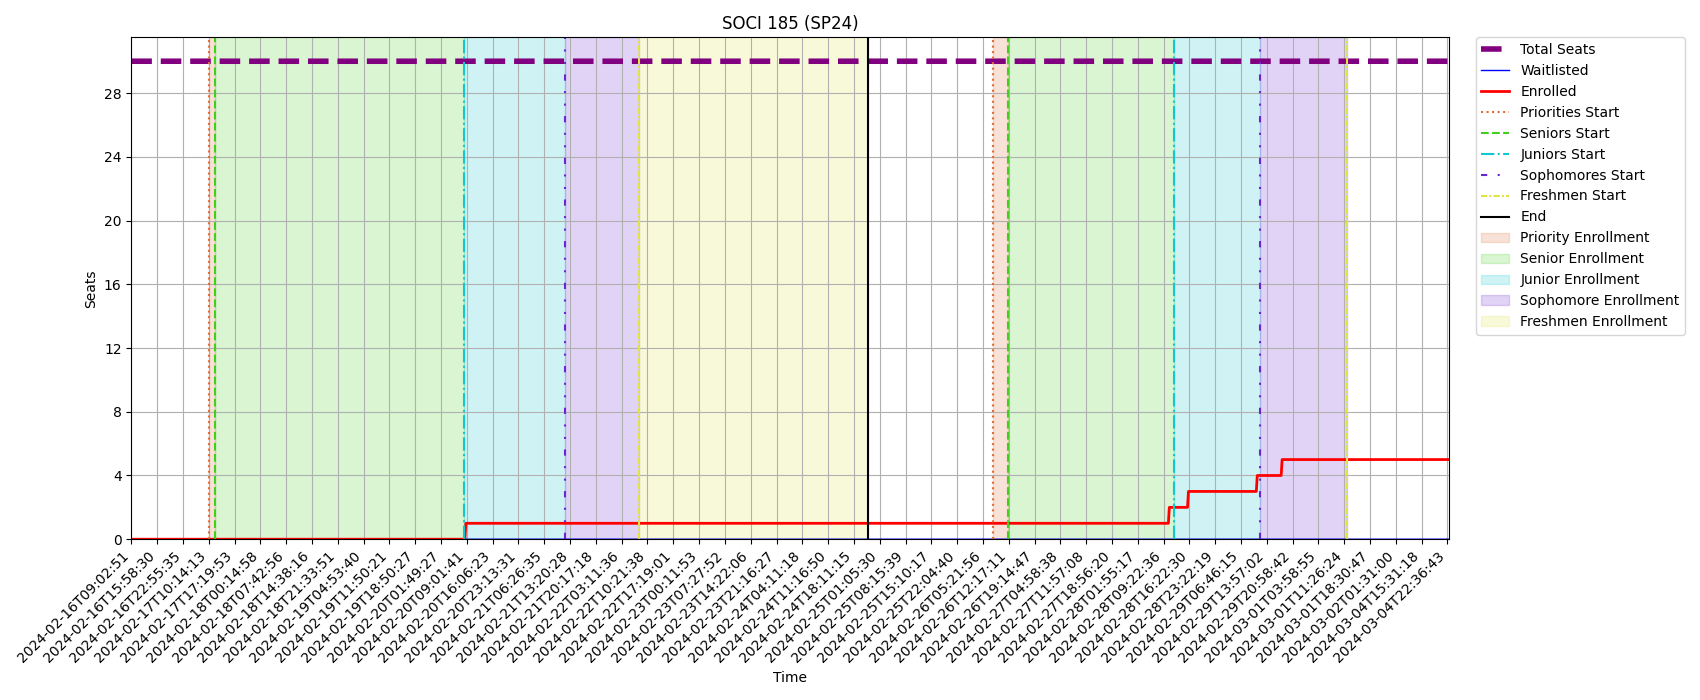 SOCI 185 (SP24)
Seats
28
24
20
16
12
8
4
0
2024-02-16T09:02:51
2024-02-16T15:58:30
2024-02-16T22:55:35
2024-02-17T10:14:13
2024-02-17T17:19:53
2024-02-18T00:14:58
2024-02-18T07:42:56
2024-02-18T14:38:16
2024-02-18T21:33:51
2024-02-19T04:53:40
2024-02-19T11:50:21
2024-02-19T18:50:27
2024-02-20T01:49:27
2024-02-20T09:01:41
2024-02-20T16:06:23
2024-02-20T23:13:31
2024-02-21T06:26:35
2024-02-21T13:20:28
2024-02-21T20:17:18
2024-02-22T03:11:36
2024-02-22T10:21:38
2024-02-22T17:19:01
2024-02-23T00:11:53
2024-02-23T07:27:52
2024-02-23T14:22:06
2024-02-23T21:16:27
2024-02-24T04:11:18
2024-02-24T11:16:50
2024-02-24T18:11:15
2024-02-25T01:05:30
2024-02-25T08:15:39
2024-02-25T15:10:17
2024-02-25T22:04:40
2024-02-26T05:21:56
2024-02-26T12:17:11
2024-02-26T19:14:47
2024-02-27T04:58:38
2024-02-27T11:57:08
2024-02-27T18:56:20
2024-02-28T01:55:17
2024-02-28T09:22:36
2024-02-28T16:22:30
2024-02-28T23:22:19
2024-02-29T06:46:15
2024-02-29T13:57:02
2024-02-29T20:58:42
2024-03-01T03:58:55
2024-03-01T11:26:24
2024-03-01T18:30:47
2024-03-02T01:31:00
2024-03-04T15:31:18
2024-03-04T22:36:43
Time
Total Seats
Waitlisted
Enrolled
Priorities Start
Seniors Start
Juniors Start
Sophomores Start
Freshmen Start
End
Priority Enrollment
Senior Enrollment
Junior Enrollment
Sophomore Enrollment
Freshmen Enrollment